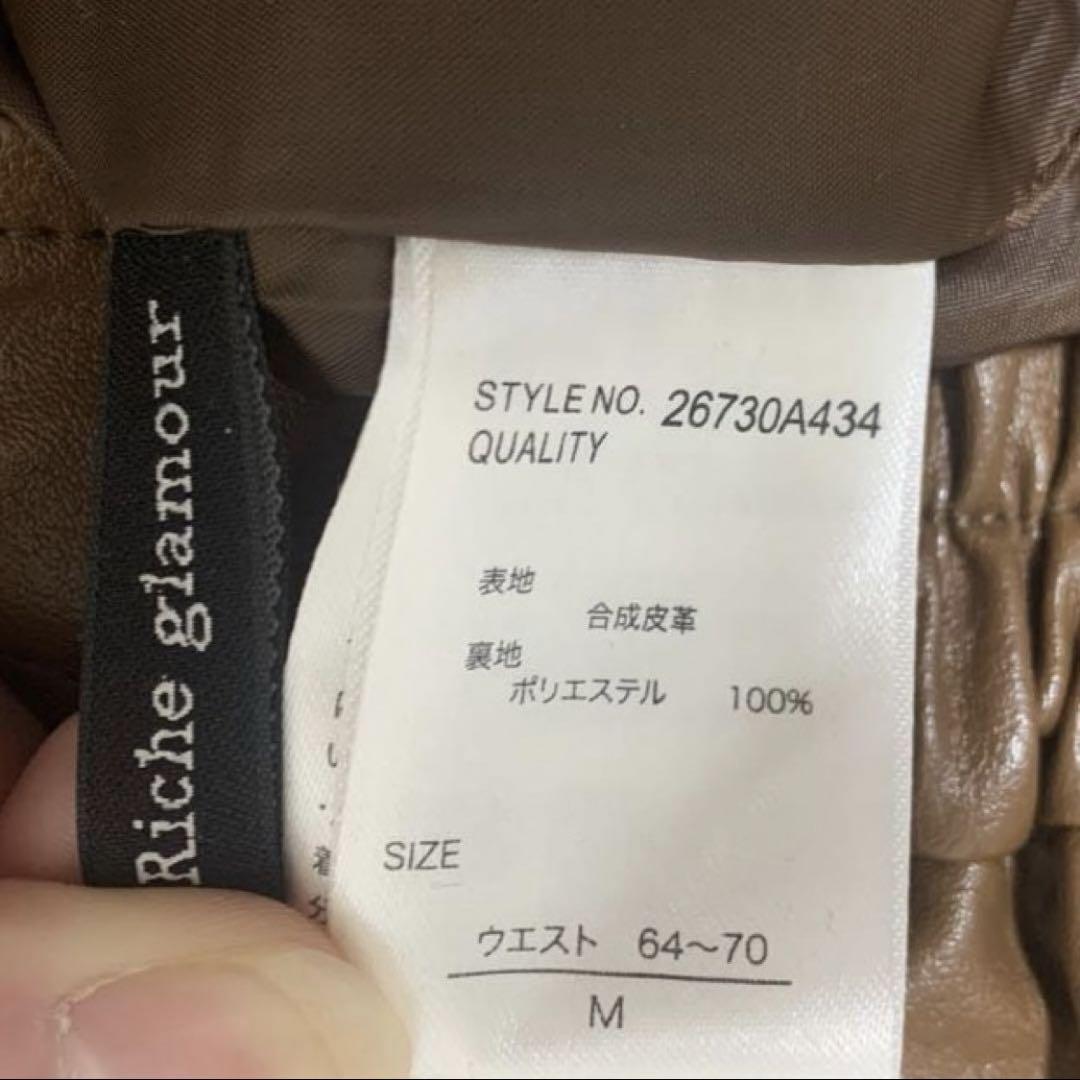 Riche glamour
STYLE NO. 26730A434
QUALITY
表地
合成皮革
裏地
ポリエステル 100%
SIZE
ウエスト 64〜70
M